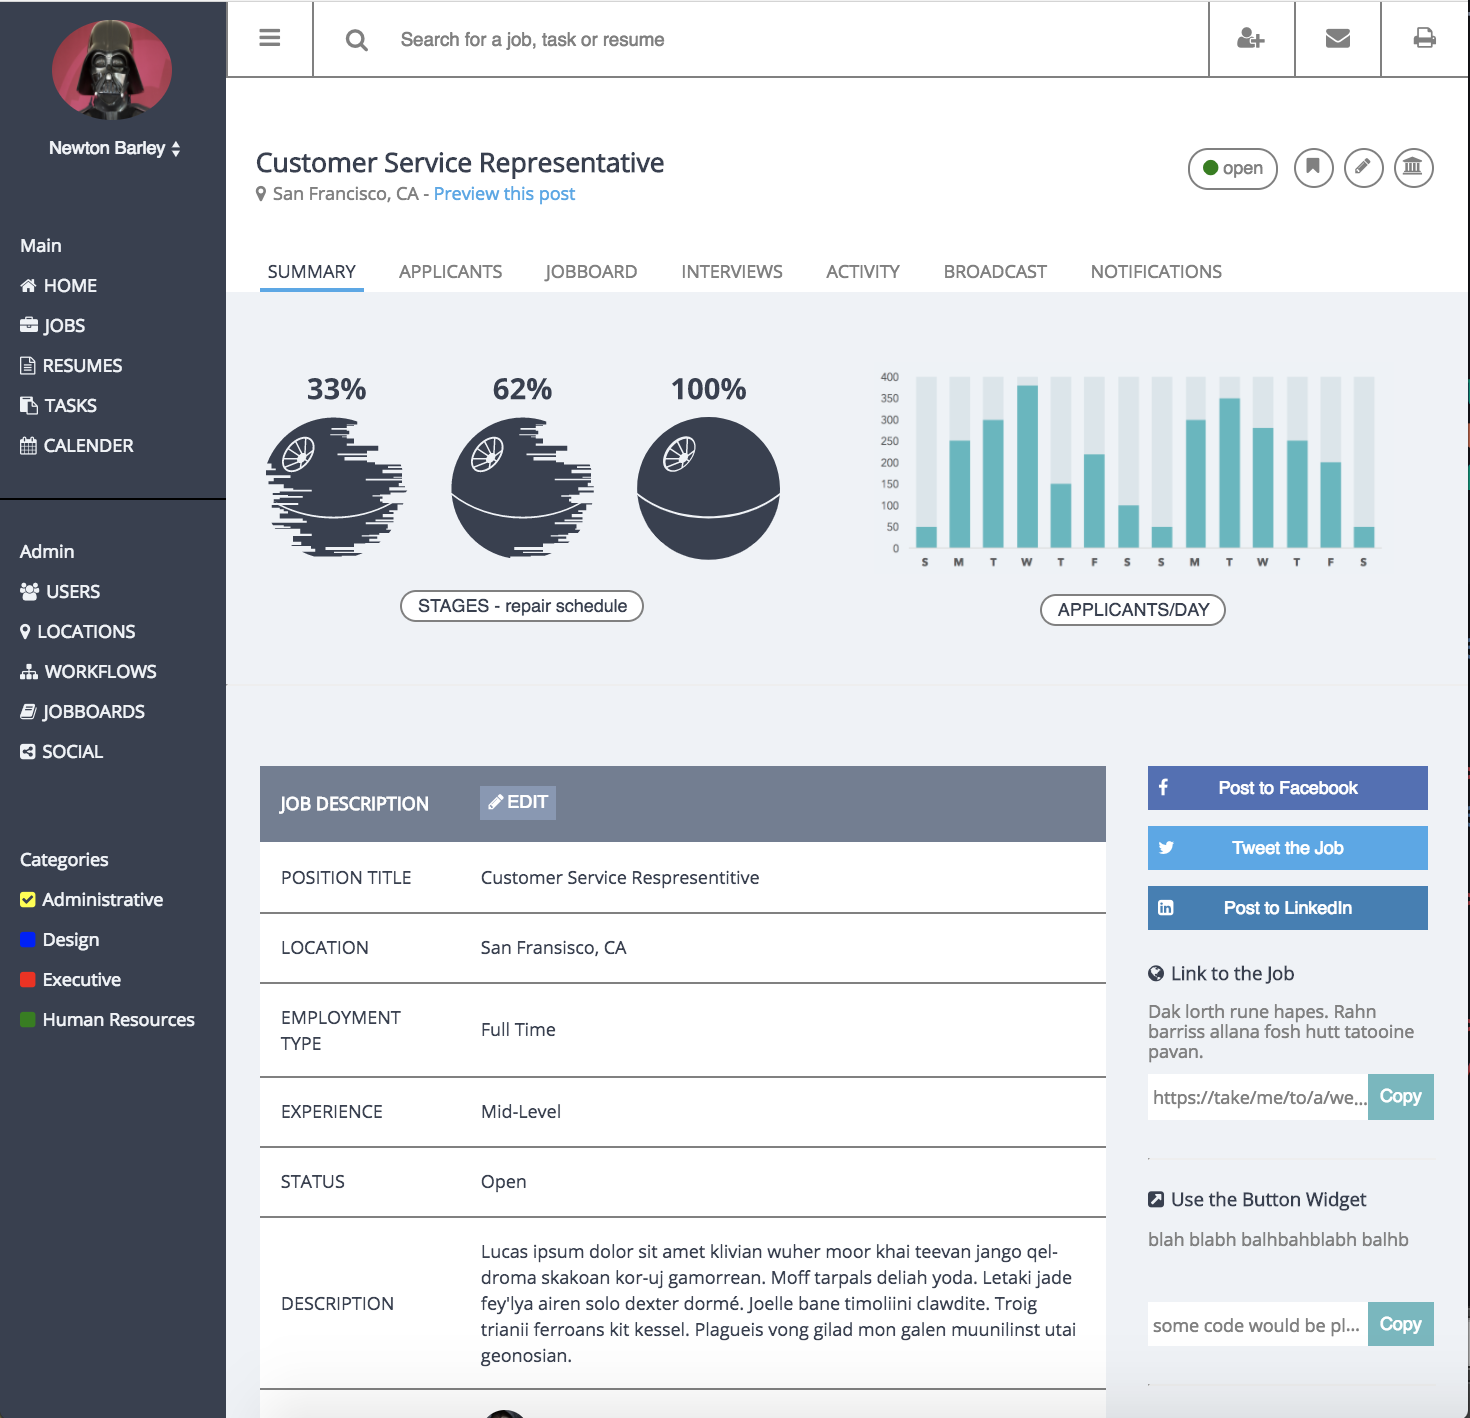 Search for a job, task or resume
Newton Barley
Main
HOME
JOBS
RESUMES
TASKS
CALENDER
Admin
USERS
LOCATIONS
WORKFLOWS
JOBBOARDS
SOCIAL
Categories
Administrative
Design
Executive
Human Resources
Customer Service Representative
San Francisco, CA - Preview this post
open
SUMMARY APPLICANTS JOBBOARD INTERVIEWS ACTIVITY BROADCAST NOTIFICATIONS
33% 62% 100%
STAGES - repair schedule
400
350
300
250
200
150
100
50
0
S M T W T F S S M T W T F S
APPLICANTS/DAY
JOB DESCRIPTION EDIT
POSITION TITLE Customer Service Respresentitive
LOCATION San Fransisco, CA
EMPLOYMENT
TYPE
Full Time
EXPERIENCE Mid-Level
STATUS Open
DESCRIPTION
Lucas ipsum dolor sit amet klivian wuher moor khai teevan jango qel-
droma skakoan kor-uj gamorrean. Moff tarpals deliah yoda. Letaki jade
fey'lya airen solo dexter dormé. Joelle bane timoliini clawdite. Troig
trianii ferroans kit kessel. Plagueis vong gilad mon galen muunilinst utai
geonosian.
Post to Facebook
Tweet the Job
Post to LinkedIn
Link to the Job
Dak lorth rune hapes. Rahn
barriss allana fosh hutt tatooine
pavan.
https://take/me/to/a/we... Copy
Use the Button Widget
blah blabh balhbahblabh balhb
some code would be pl... Copy